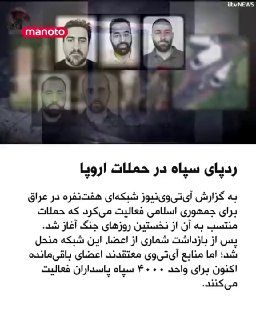 itvNEWS
manoto
ردپای سپاه در حملات اروپا
به گزارش آی‌تی‌وی‌نیوز شبکه‌ای هفت‌نفره در عراق
برای جمهوری اسلامی فعالیت می‌کرد که حملات
منتسب به آن از نخستین روزهای جنگ آغاز شد.
پس از بازداشت شماری از اعضا، این شبکه منحل
شد؛ اما منابع آی‌تی‌وی معتقدند اعضای باقی‌مانده
اکنون برای واحد ۴۰۰۰ سپاه پاسداران فعالیت
می‌کنند.